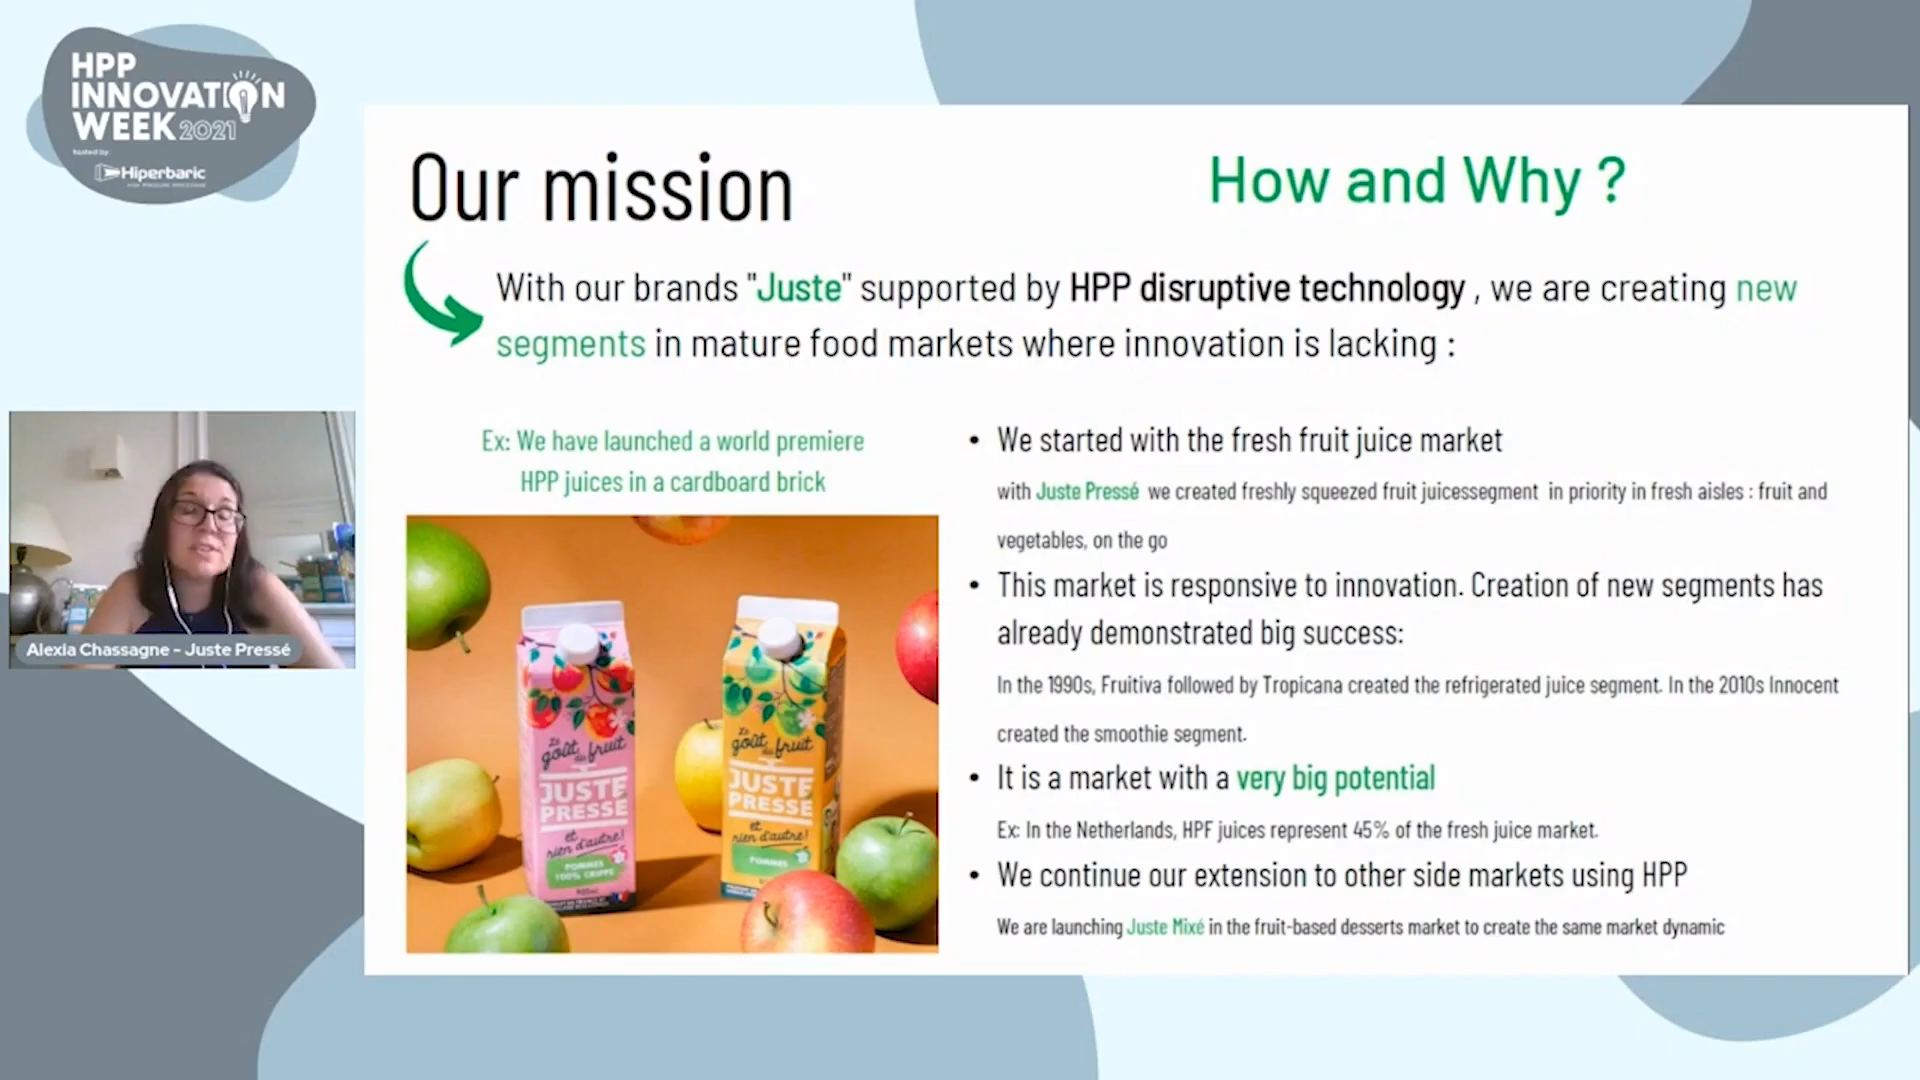 HPP
INNOVATION
WEEK 2021
hosted by:
Hiperbaric
Our mission
How and Why ?
With our brands "Juste" supported by HPP disruptive technology , we are creating new
segments in mature food markets where innovation is lacking :
Ex: We have launched a world premiere
HPP juices in a cardboard brick
Le
goût du fruit
JUSTE
PRESSÉ
et
rien d'autre!
POMMES
100% CRIPPS
900ml
Le
goût du fruit
JUSTE
PRESSÉ
et
rien d'autre!
POMMES
• We started with the fresh fruit juice market
with Juste Pressé we created freshly squeezed fruit juicessegment in priority in fresh aisles : fruit and
vegetables, on the go
• This market is responsive to innovation. Creation of new segments has
already demonstrated big success:
In the 1990s, Fruitiva followed by Tropicana created the refrigerated juice segment. In the 2010s Innocent
created the smoothie segment.
• It is a market with a very big potential
Ex: In the Netherlands, HPF juices represent 45% of the fresh juice market.
• We continue our extension to other side markets using HPP
We are launching Juste Mixé in the fruit-based desserts market to create the same market dynamic
Alexia Chassagne - Juste Pressé